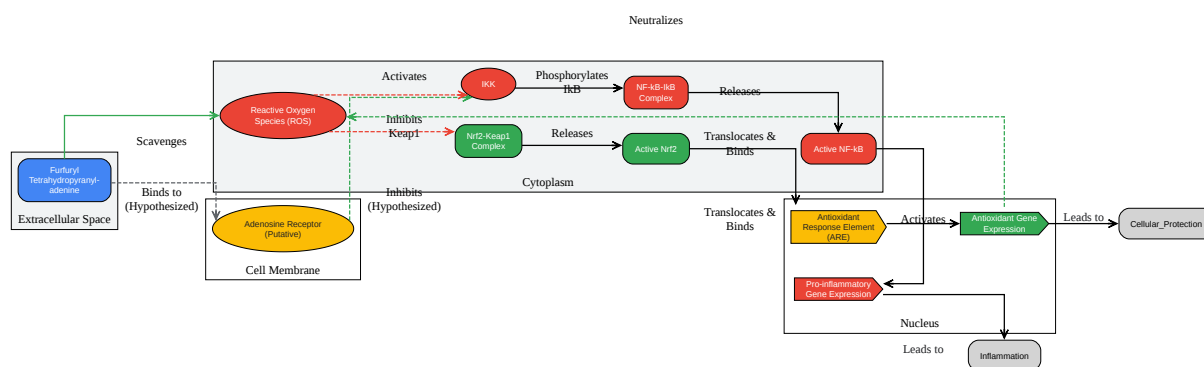 Neutralizes
Activates
IKK
Phosphorylates
IkB
NF-kB-IkB
Complex
Releases
Reactive Oxygen
Species (ROS)
Inhibits
Keap1
Nrf2-Keap1
Complex
Releases
Active Nrf2
Translocates &
Binds
Active NF-kB
Scavenges
Furfuryl
Tetrahydropyranyl-
adenine
Extracellular Space
Binds to
(Hypothesized)
Inhibits
(Hypothesized)
Cytoplasm
Adenosine Receptor
(Putative)
Cell Membrane
Translocates &
Binds
Antioxidant
Response Element
(ARE)
Activates
Antioxidant Gene
Expression
Leads to
Cellular_Protection
Pro-inflammatory
Gene Expression
Nucleus
Leads to
Inflammation